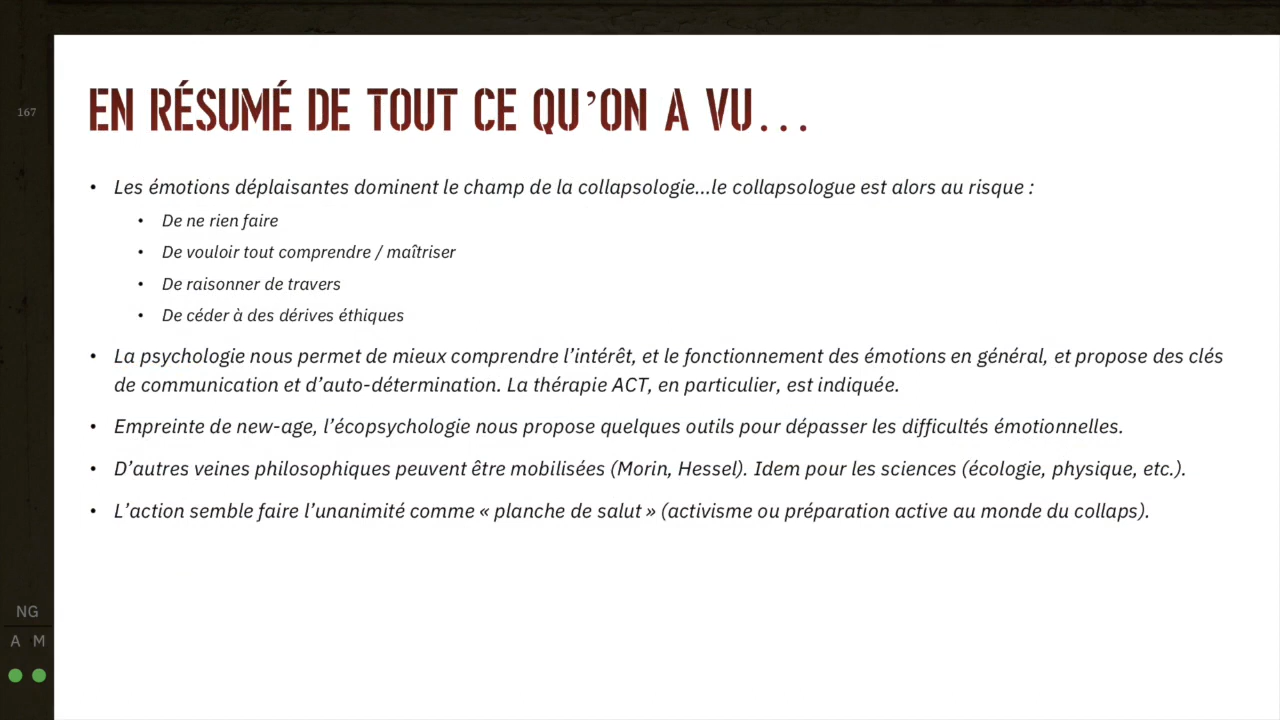 167
EN RÉSUMÉ DE TOUT CE QU’ON A VU...
• Les émotions déplaisantes dominent le champ de la collapsologie...le collapsologue est alors au risque :
• De ne rien faire
• De vouloir tout comprendre / maîtriser
• De raisonner de travers
• De céder à des dérives éthiques
• La psychologie nous permet de mieux comprendre l’intérêt, et le fonctionnement des émotions en général, et propose des clés
de communication et d’auto-détermination. La thérapie ACT, en particulier, est indiquée.
• Empreinte de new-age, l’écopsychologie nous propose quelques outils pour dépasser les difficultés émotionnelles.
• D’autres veines philosophiques peuvent être mobilisées (Morin, Hessel). Idem pour les sciences (écologie, physique, etc.).
• L’action semble faire l’unanimité comme « planche de salut » (activisme ou préparation active au monde du collaps).
NG
A M